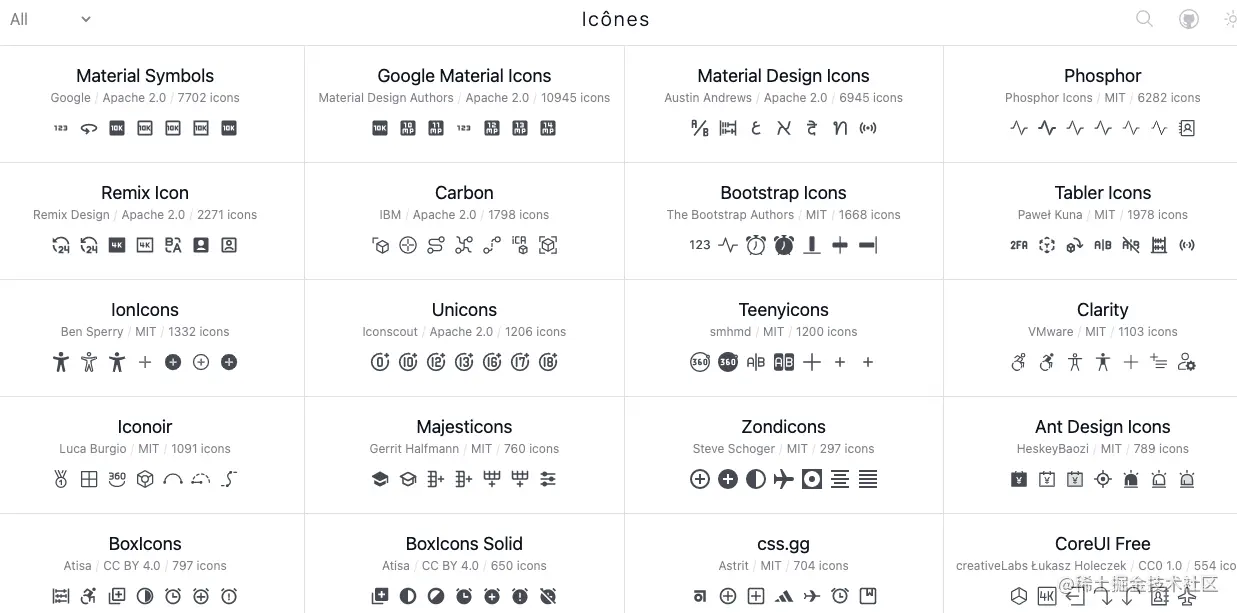 All
Icônes
Material Symbols
Google / Apache 2.0 / 7702 icons
Google Material Icons
Material Design Authors / Apache 2.0 / 10945 icons
Material Design Icons
Austin Andrews / Apache 2.0 / 6945 icons
Phosphor
Phosphor Icons / MIT / 6282 icons
Remix Icon
Remix Design / Apache 2.0 / 2271 icons
Carbon
IBM / Apache 2.0 / 1798 icons
Bootstrap Icons
The Bootstrap Authors / MIT / 1668 icons
Tabler Icons
Paweł Kuna / MIT / 1978 icons
IonIcons
Ben Sperry / MIT / 1332 icons
Unicons
Iconscout / Apache 2.0 / 1206 icons
Teenyicons
smhmd / MIT / 1200 icons
Clarity
VMware / MIT / 1103 icons
Iconoir
Luca Burgio / MIT / 1091 icons
Majesticons
Gerrit Halfmann / MIT / 760 icons
Zondicons
Steve Schoger / MIT / 297 icons
Ant Design Icons
HeskeyBaozi / MIT / 789 icons
BoxIcons
Atisa / CC BY 4.0 / 797 icons
BoxIcons Solid
Atisa / CC BY 4.0 / 650 icons
css.gg
Astrit / MIT / 704 icons
CoreUI Free
creativeLabs Łukasz Holeczek / CC0 1.0 / 554 ico
@稀土掘金技术社区